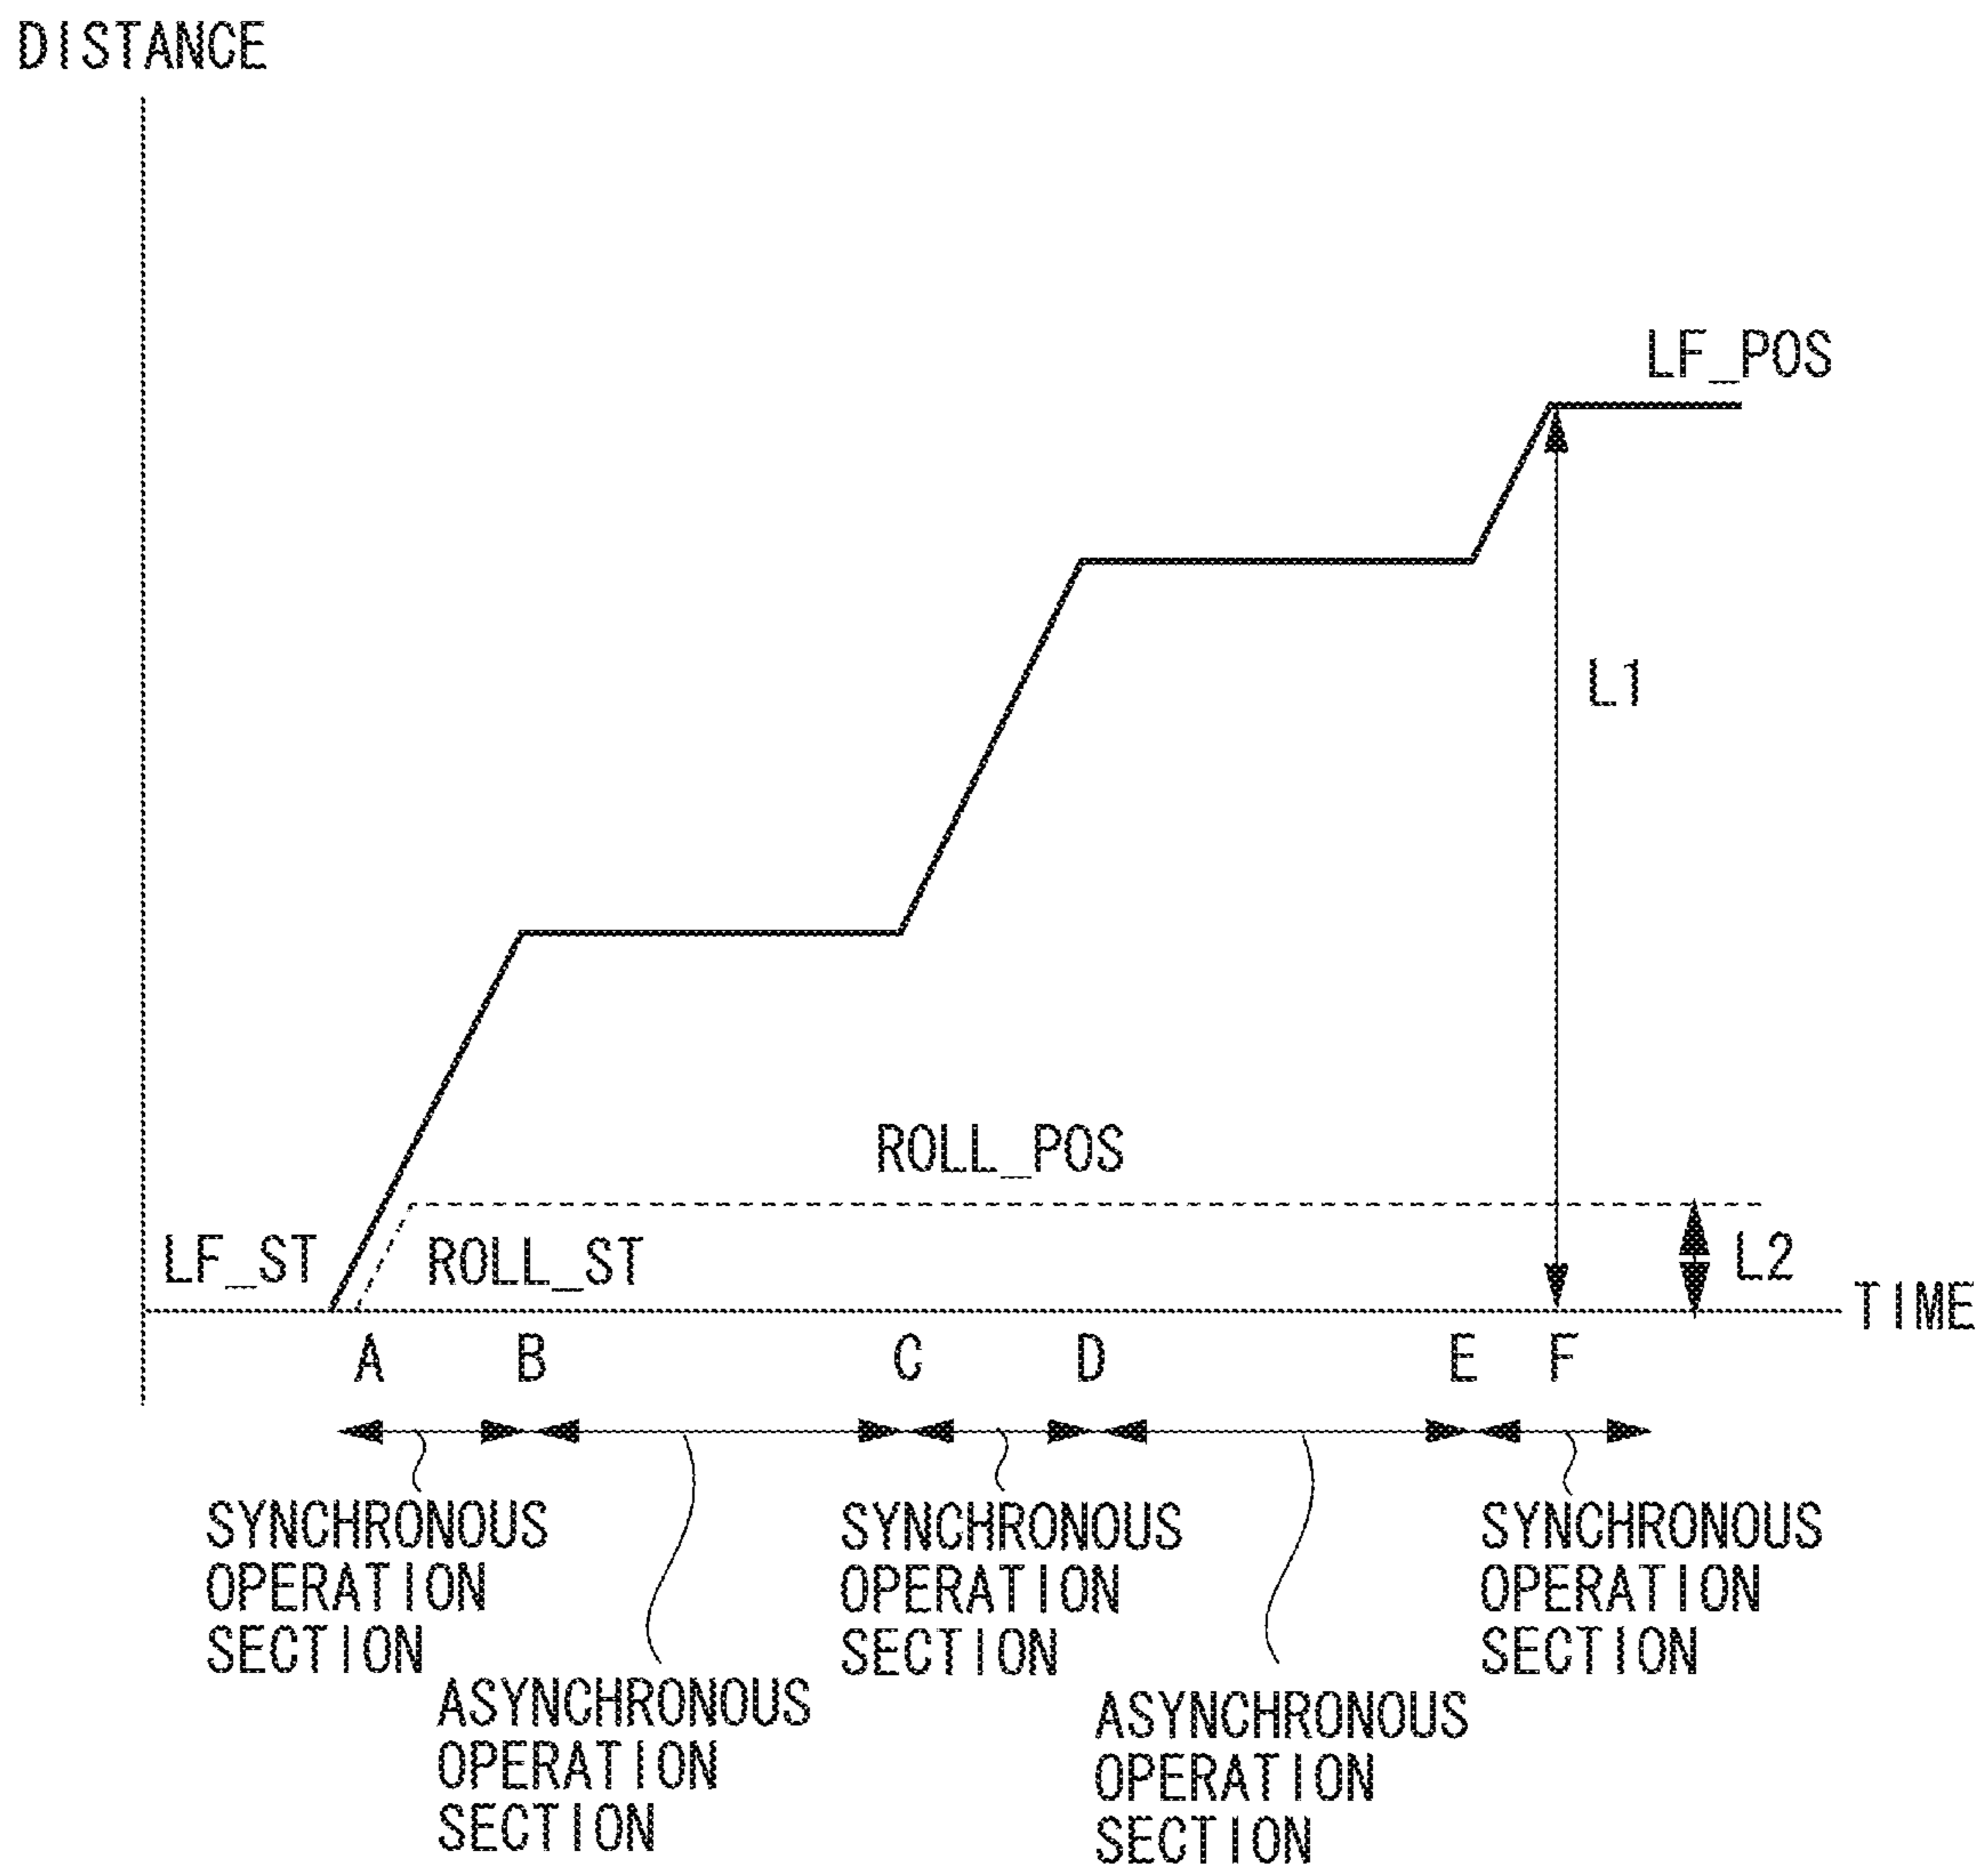 DISTANCE
LF_POS
L1
ROLL_POS
LF_ST
ROLL_ST
L2
TIME
A B C D E F
SYNCHRONOUS
OPERATION
SECTION
ASYNCHRONOUS
OPERATION
SECTION
SYNCHRONOUS
OPERATION
SECTION
ASYNCHRONOUS
OPERATION
SECTION
SYNCHRONOUS
OPERATION
SECTION